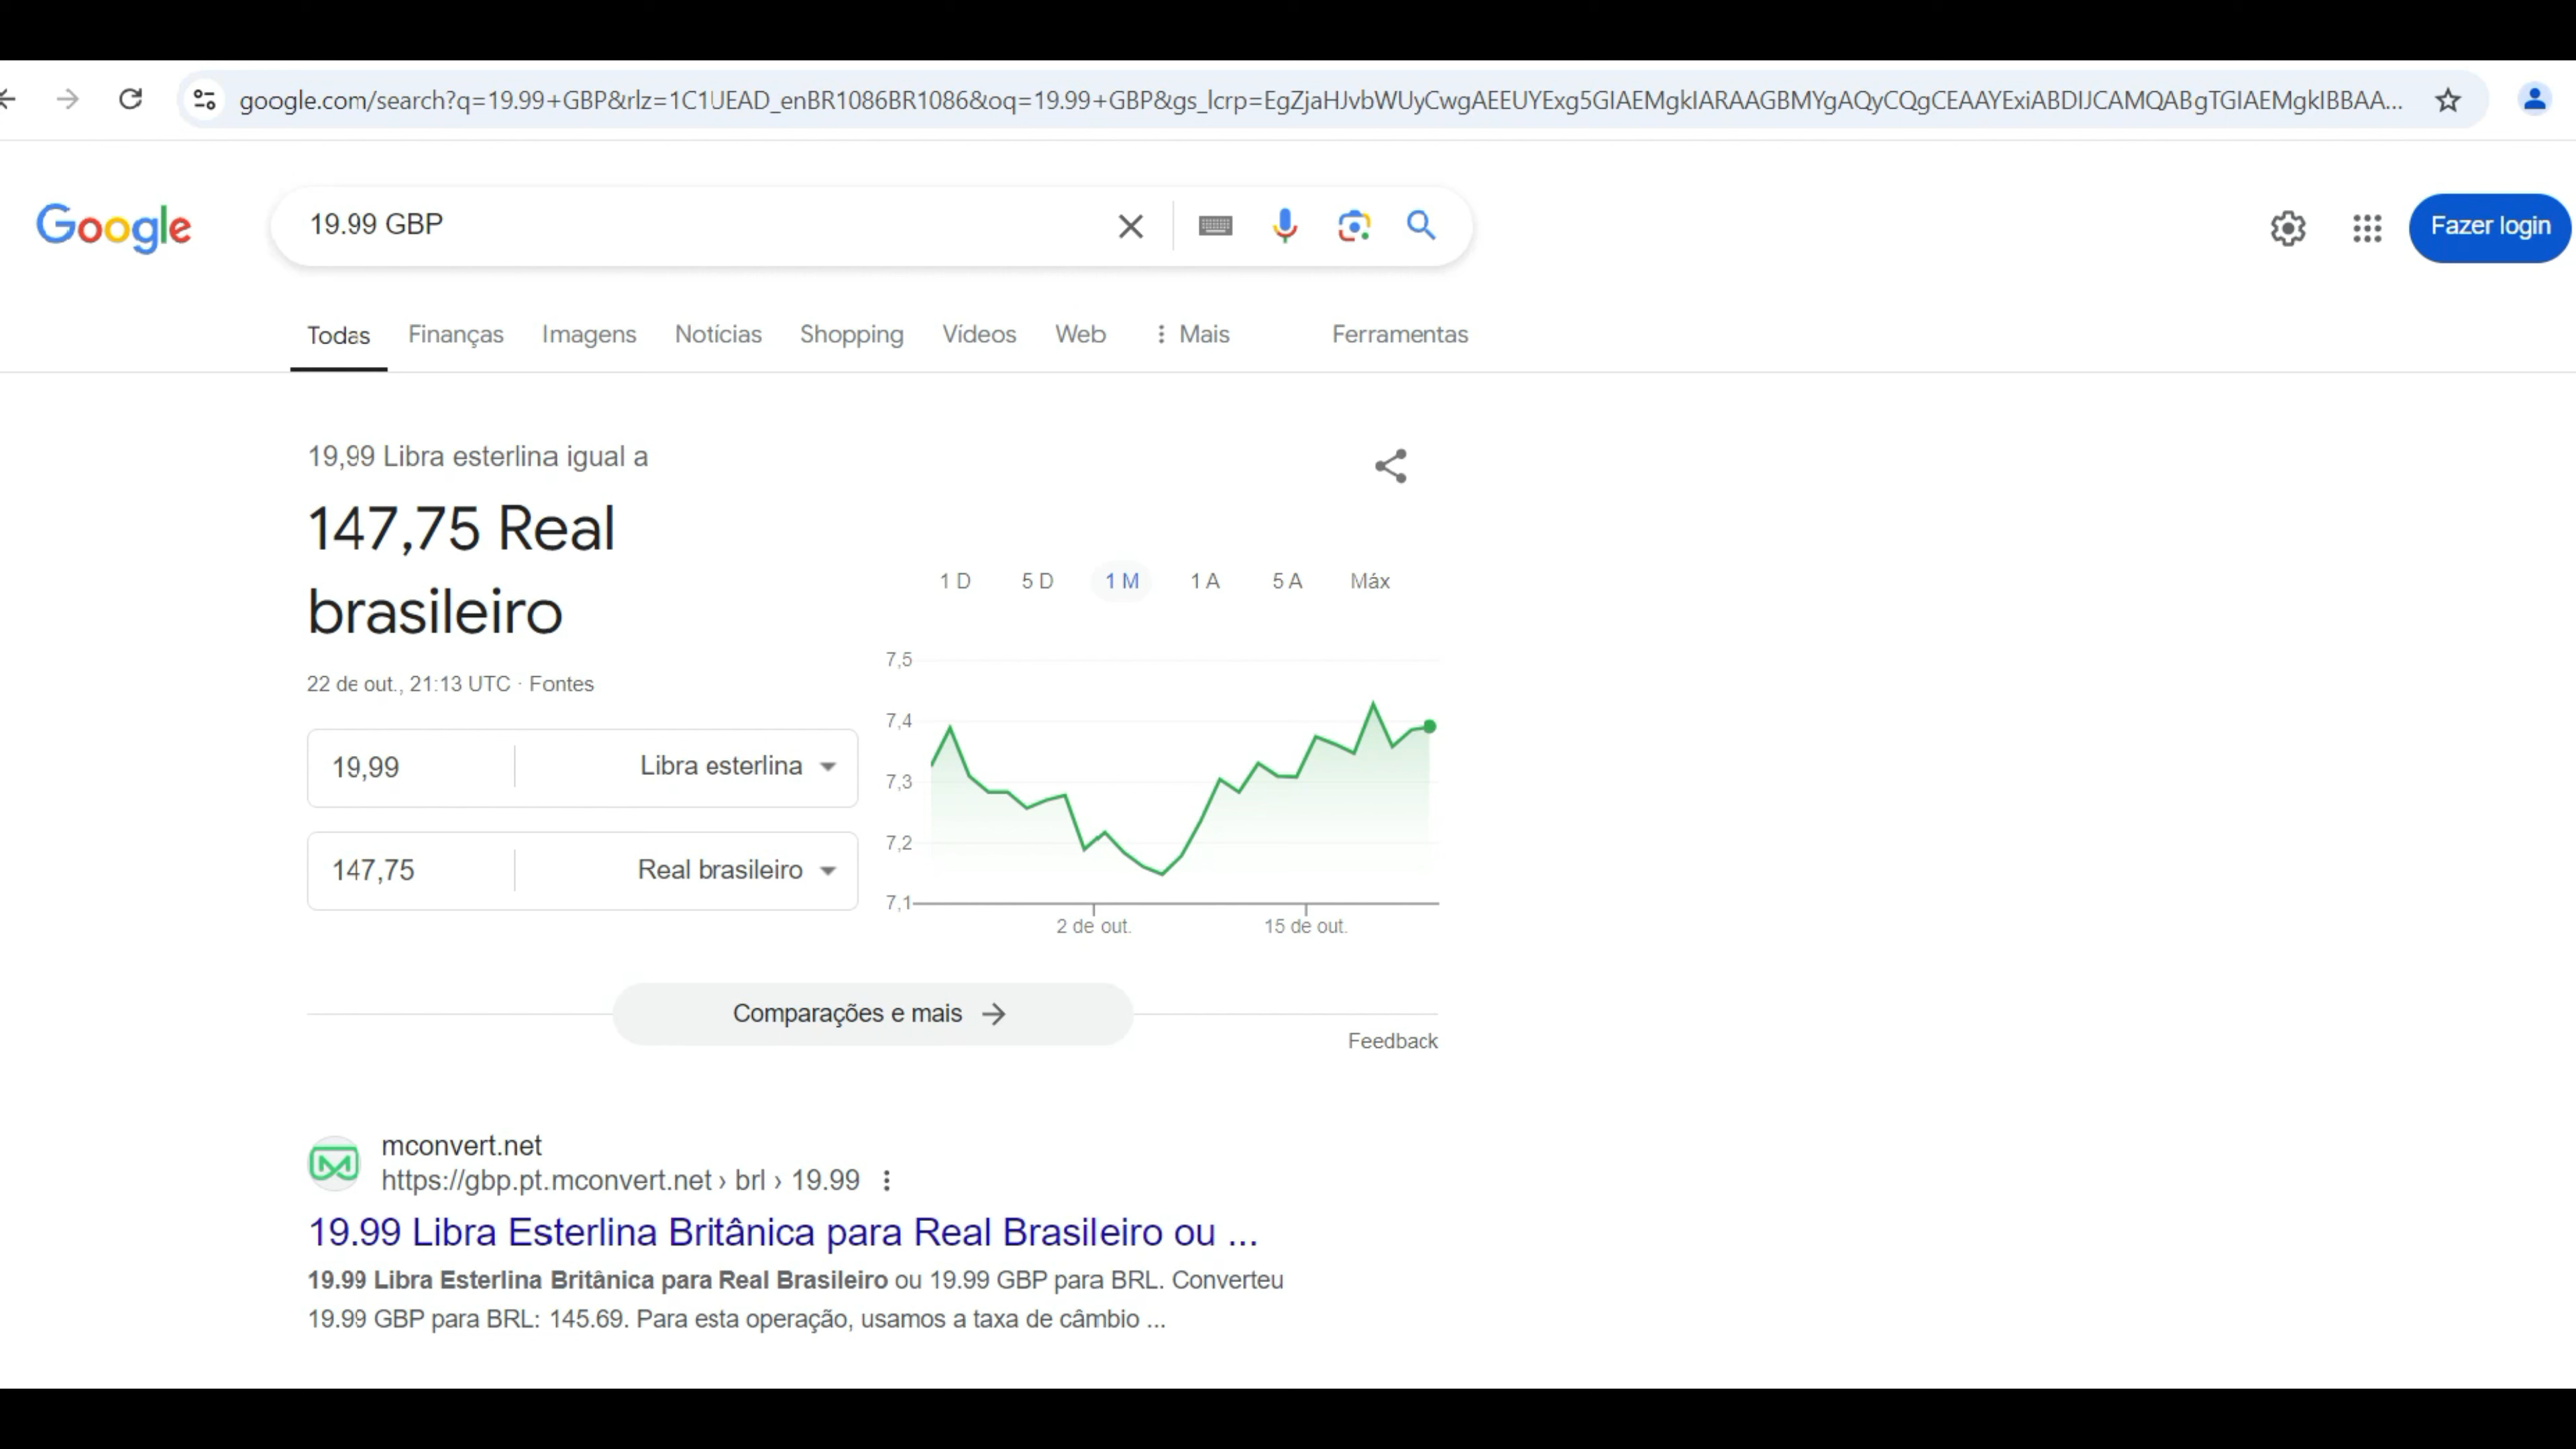 google.com/search?q=19.99+GBP&rlz=1C1UEAD_enBR1086BR1086&oq=19.99+GBP&gs_lcrp=EgZjaHJvbWUyCwgAEEUYExg5GIAEMgkIARAAGBMYgAQyCQgCEAAYExiABDIJCAMQABgTGIAEMgkIBBAA...
Google
19.99 GBP
Fazer login
Todas Finanças Imagens Notícias Shopping Vídeos Web Mais Ferramentas
19,99 Libra esterlina igual a
147,75 Real
brasileiro
22 de out., 21:13 UTC · Fontes
19,99 Libra esterlina
147,75 Real brasileiro
1 D 5 D 1 M 1 A 5 A Máx
7,5
7,4
7,3
7,2
7,1
2 de out. 15 de out.
Comparações e mais
Feedback
mconvert.net
https://gbp.pt.mconvert.net › brl › 19.99
19.99 Libra Esterlina Britânica para Real Brasileiro ou ...
19.99 Libra Esterlina Britânica para Real Brasileiro ou 19.99 GBP para BRL. Converteu
19.99 GBP para BRL: 145.69. Para esta operação, usamos a taxa de câmbio ...